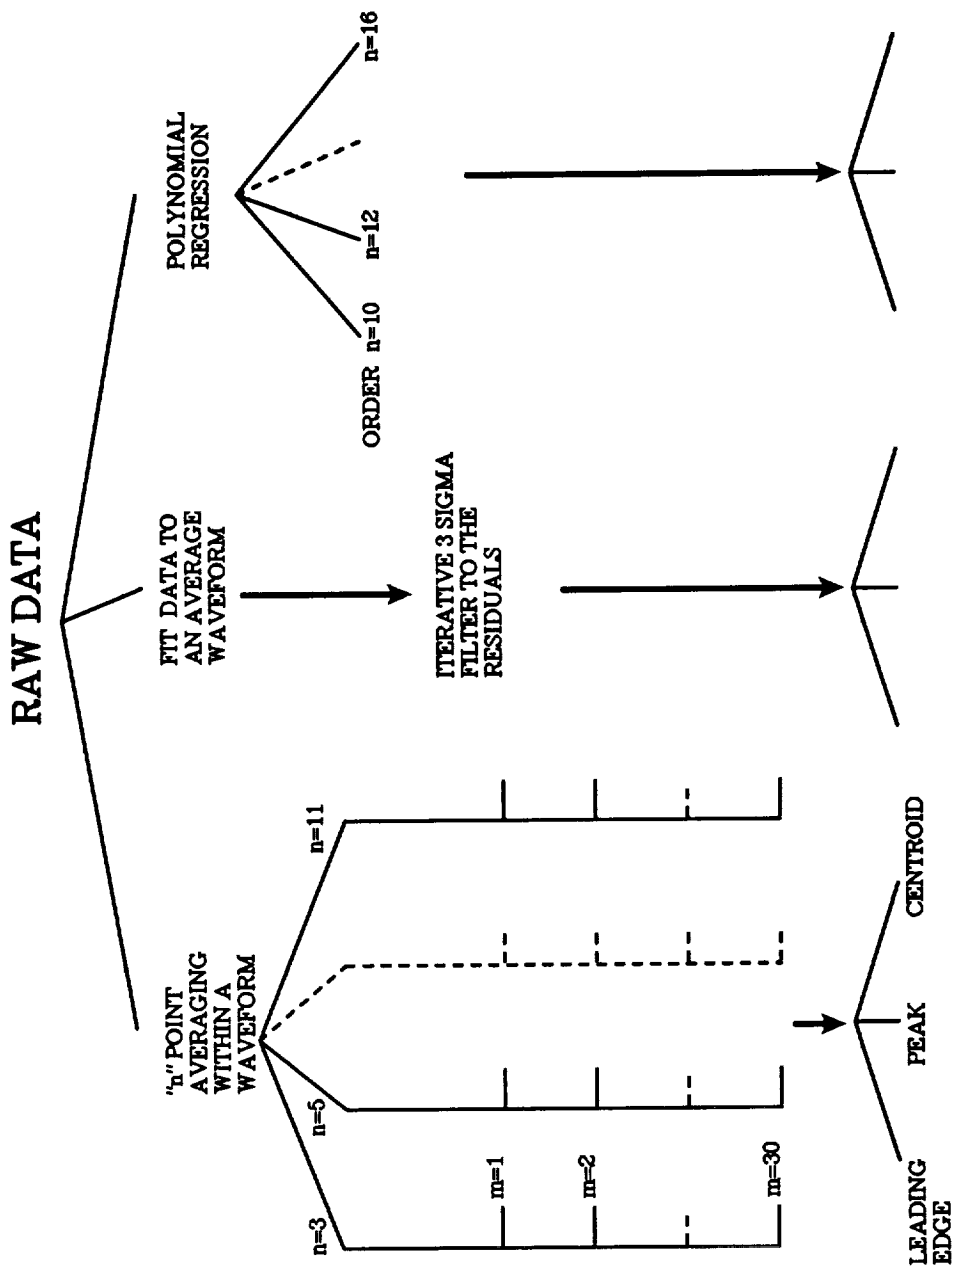 RAW DATA
"n" POINT
AVERAGING
WITHIN A
WAVEFORM
n=3
n=5
n=11
m=1
m=2
m=30
LEADING
EDGE
PEAK
CENTROID
FIT DATA TO
AN AVERAGE
WAVEFORM
ITERATIVE 3 SIGMA
FILTER TO THE
RESIDUALS
POLYNOMIAL
REGRESSION
ORDER n=10
n=12
n=16